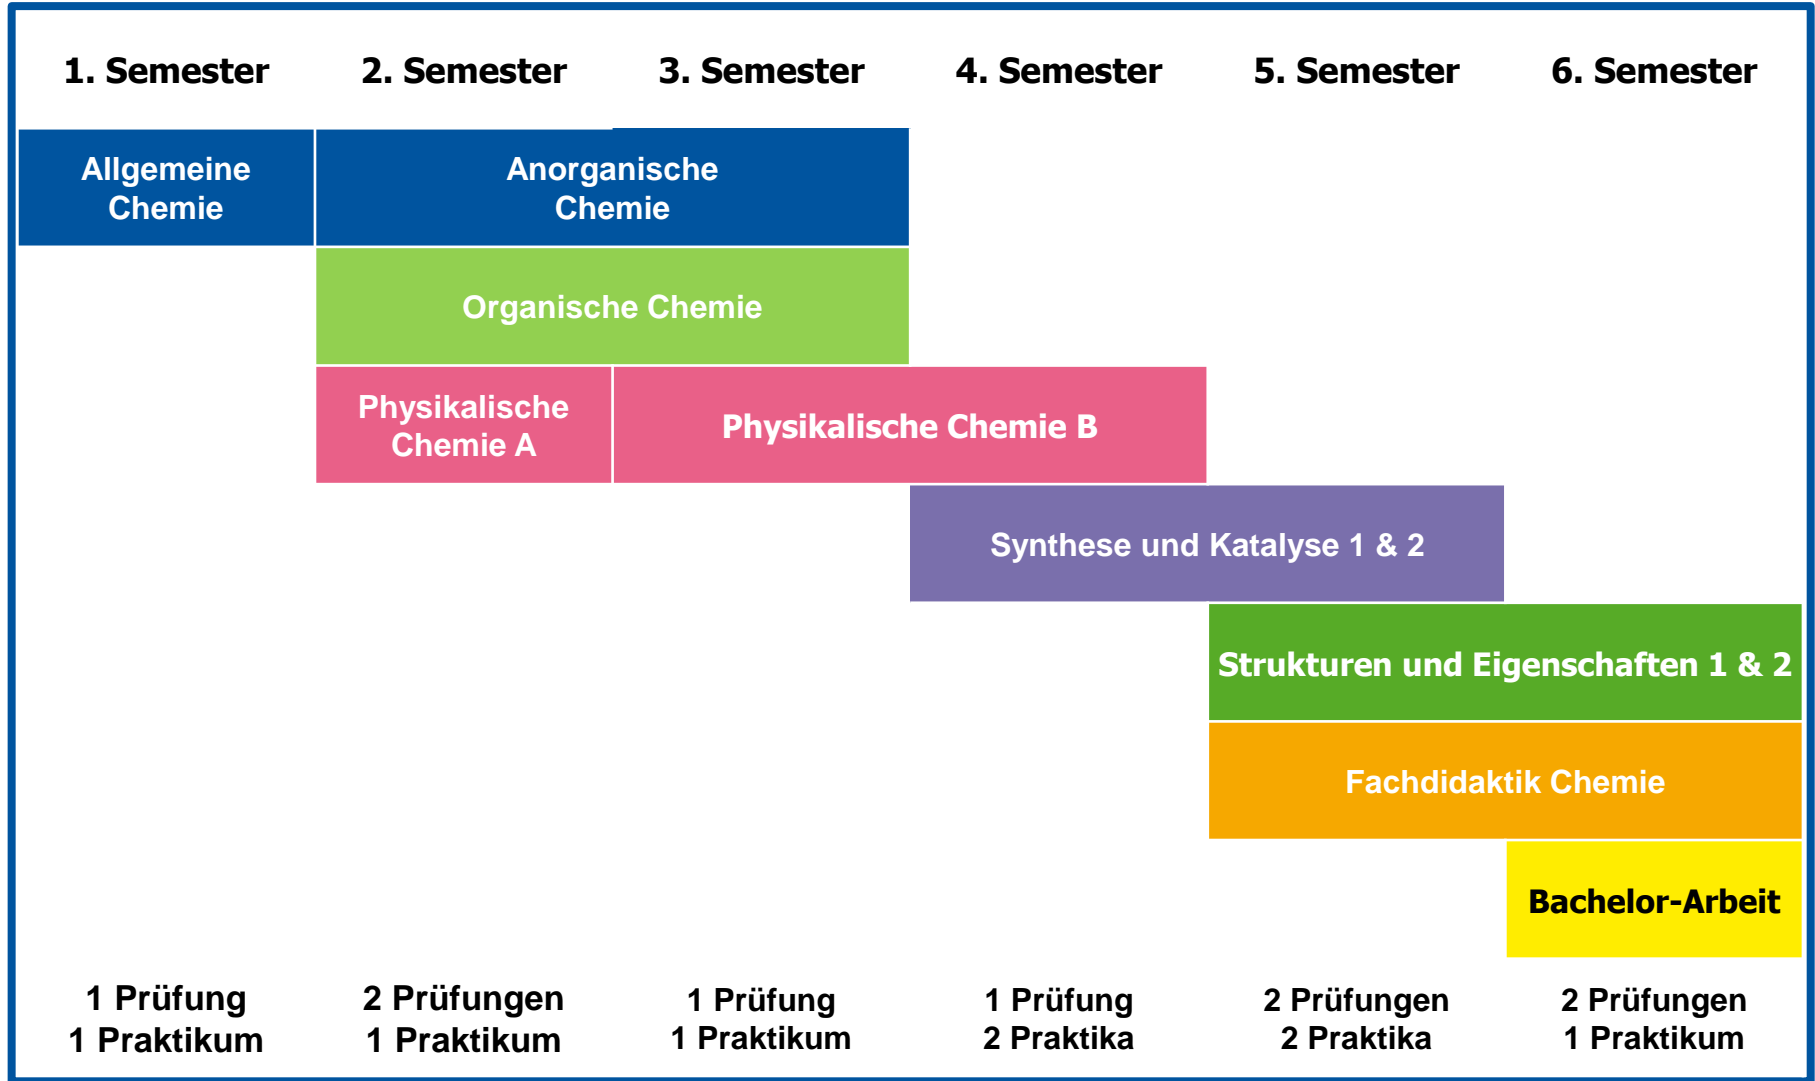 1. Semester 2. Semester 3. Semester 4. Semester 5. Semester 6. Semester
Allgemeine
Chemie
Anorganische
Chemie
Organische Chemie
Physikalische
Chemie A
Physikalische Chemie B
Synthese und Katalyse 1 & 2
Strukturen und Eigenschaften 1 & 2
Fachdidaktik Chemie
Bachelor-Arbeit
1 Prüfung
1 Praktikum
2 Prüfungen
1 Praktikum
1 Prüfung
1 Praktikum
1 Prüfung
2 Praktika
2 Prüfungen
2 Praktika
2 Prüfungen
1 Praktikum